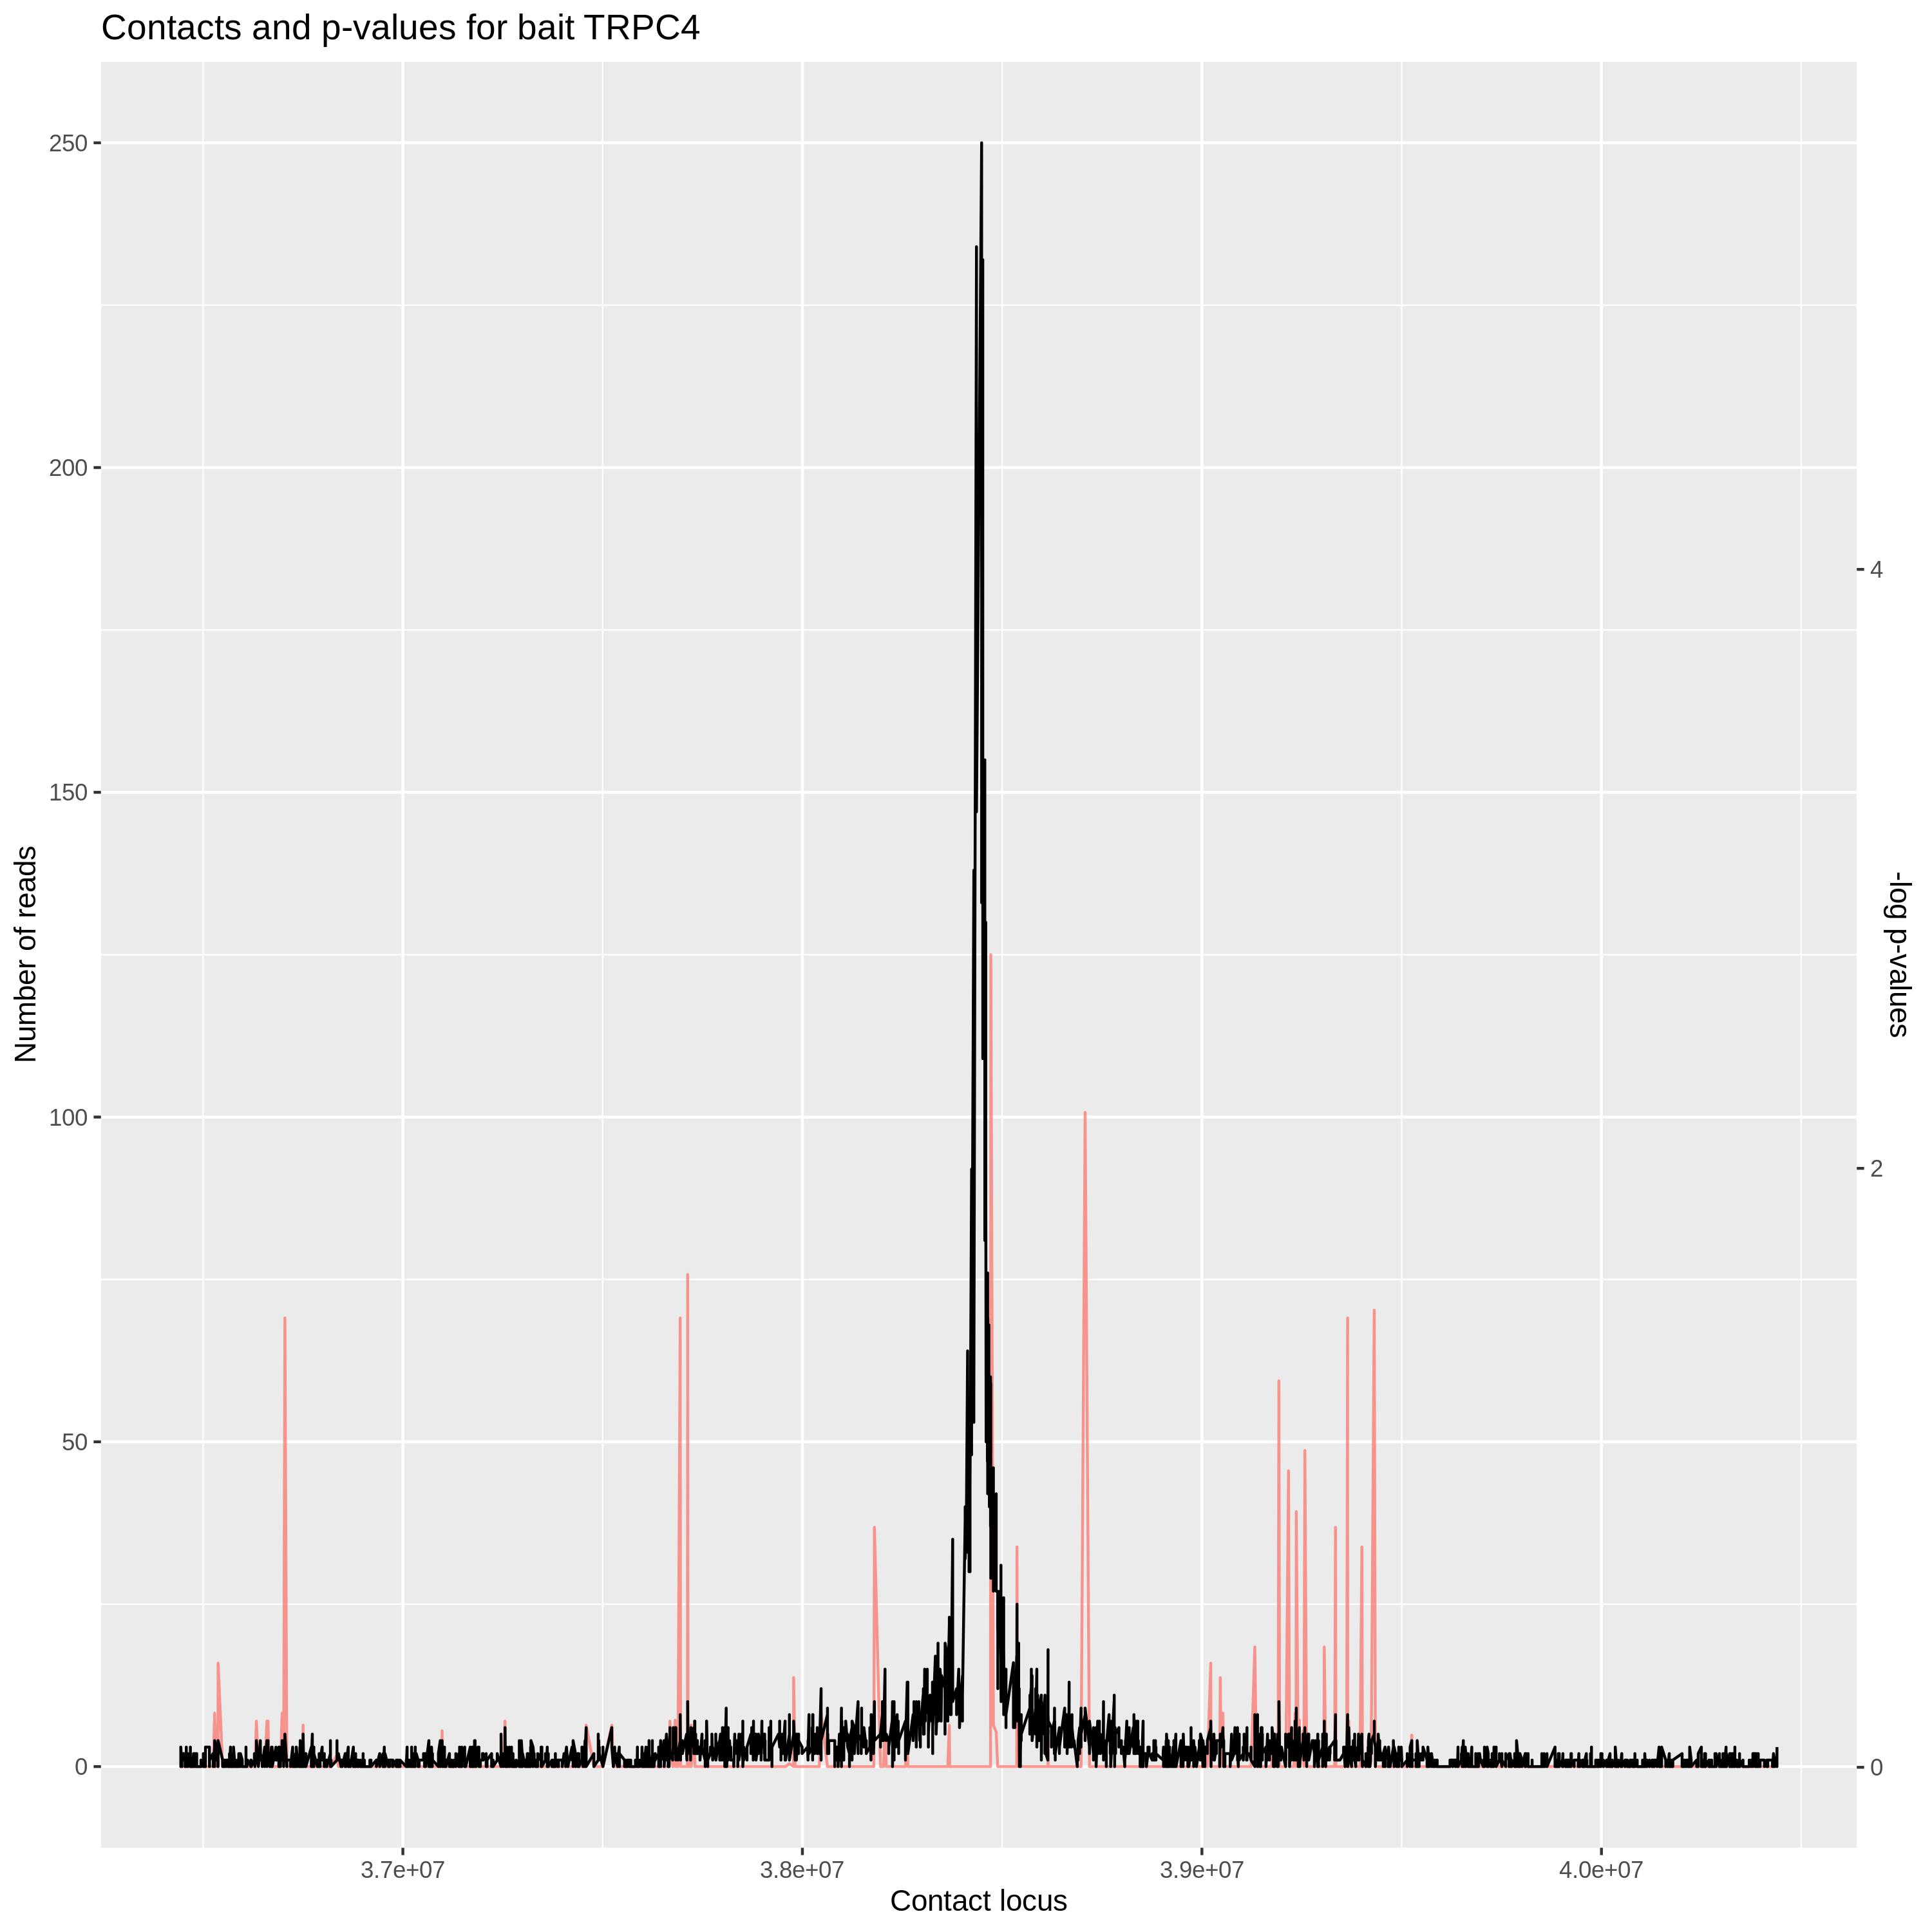 Contacts and p-values for bait TRPC4
250
200
150
100
50
0
Number of reads
4
2
0
-log p-values
3.7e+07
3.8e+07
3.9e+07
4.0e+07
Contact locus